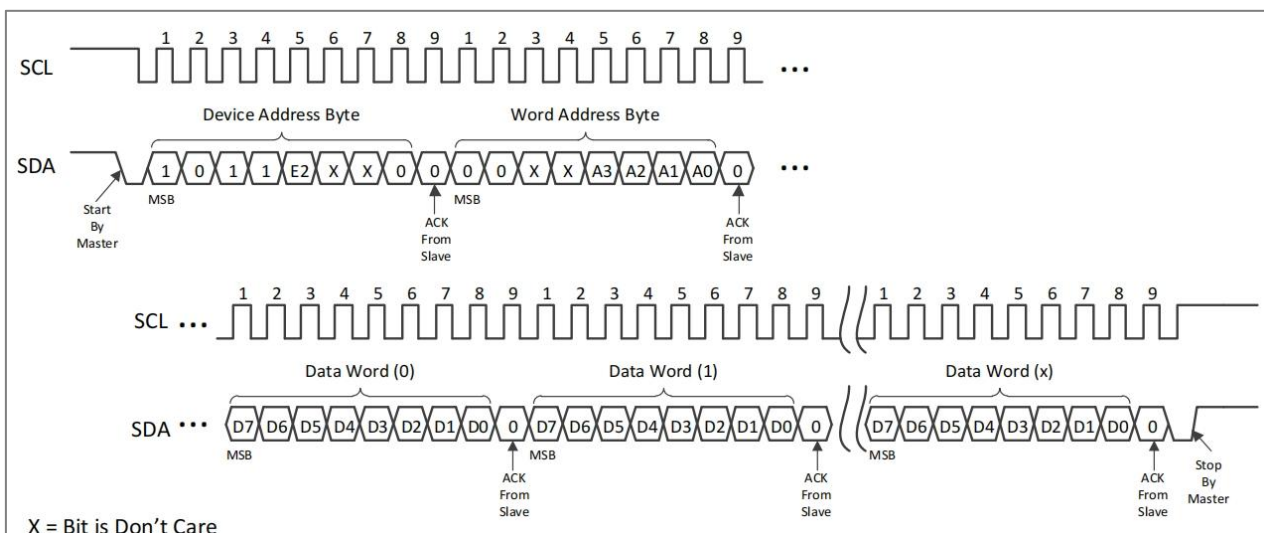 1 2 3 4 5 6 7 8 9 1 2 3 4 5 6 7 8 9
SCL ...
Device Address Byte Word Address Byte
SDA 1 0 1 1 E2 X X 0 0 0 0 X X A3 A2 A1 A0 0 ...
MSB MSB
Start
By
Master
ACK
From
Slave
ACK
From
Slave
1 2 3 4 5 6 7 8 9 1 2 3 4 5 6 7 8 9 1 2 3 4 5 6 7 8 9
SCL ...
Data Word (0) Data Word (1) Data Word (x)
SDA ... D7 D6 D5 D4 D3 D2 D1 D0 0 D7 D6 D5 D4 D3 D2 D1 D0 0 D7 D6 D5 D4 D3 D2 D1 D0 0
MSB MSB MSB
ACK
From
Slave
ACK
From
Slave
ACK
From
Slave
Stop
By
Master
X = Bit is Don’t Care